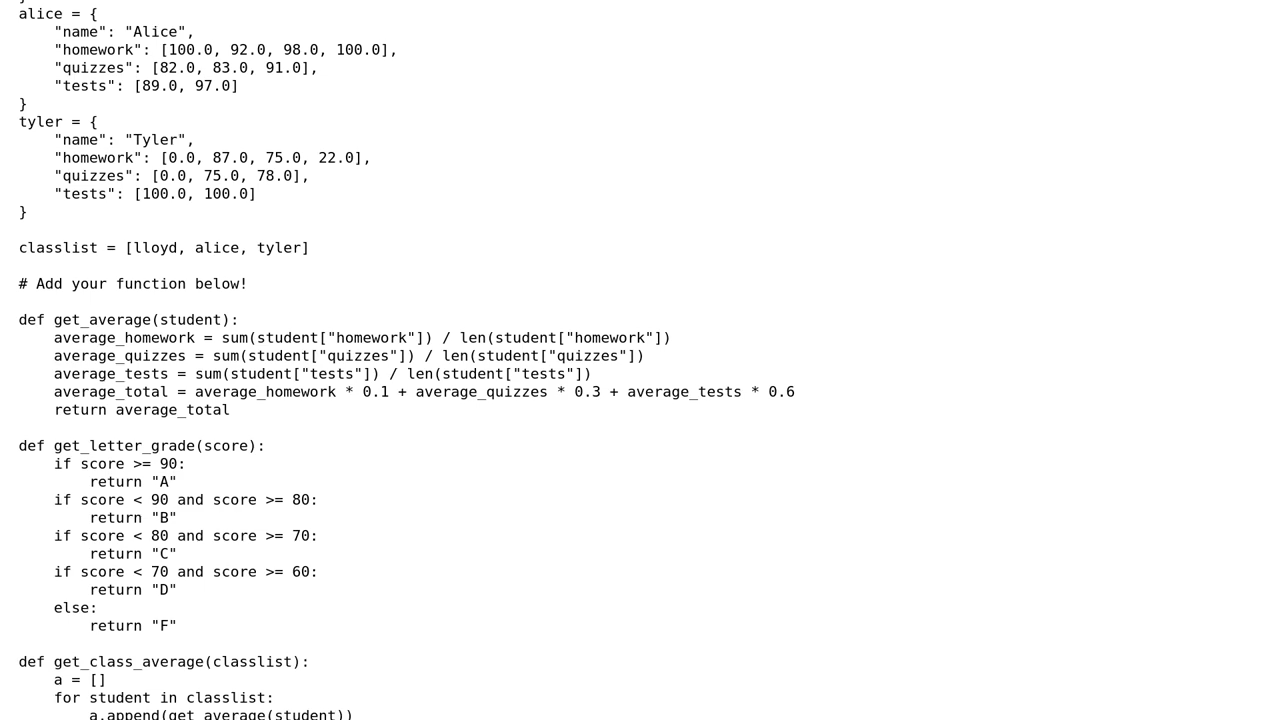 }
alice = {
    "name": "Alice",
    "homework": [100.0, 92.0, 98.0, 100.0],
    "quizzes": [82.0, 83.0, 91.0],
    "tests": [89.0, 97.0]
}
tyler = {
    "name": "Tyler",
    "homework": [0.0, 87.0, 75.0, 22.0],
    "quizzes": [0.0, 75.0, 78.0],
    "tests": [100.0, 100.0]
}

classlist = [lloyd, alice, tyler]

# Add your function below!

def get_average(student):
    average_homework = sum(student["homework"]) / len(student["homework"])
    average_quizzes = sum(student["quizzes"]) / len(student["quizzes"])
    average_tests = sum(student["tests"]) / len(student["tests"])
    average_total = average_homework * 0.1 + average_quizzes * 0.3 + average_tests * 0.6
    return average_total

def get_letter_grade(score):
    if score >= 90:
        return "A"
    if score < 90 and score >= 80:
        return "B"
    if score < 80 and score >= 70:
        return "C"
    if score < 70 and score >= 60:
        return "D"
    else:
        return "F"

def get_class_average(classlist):
    a = []
    for student in classlist:
        a.append(get_average(student))